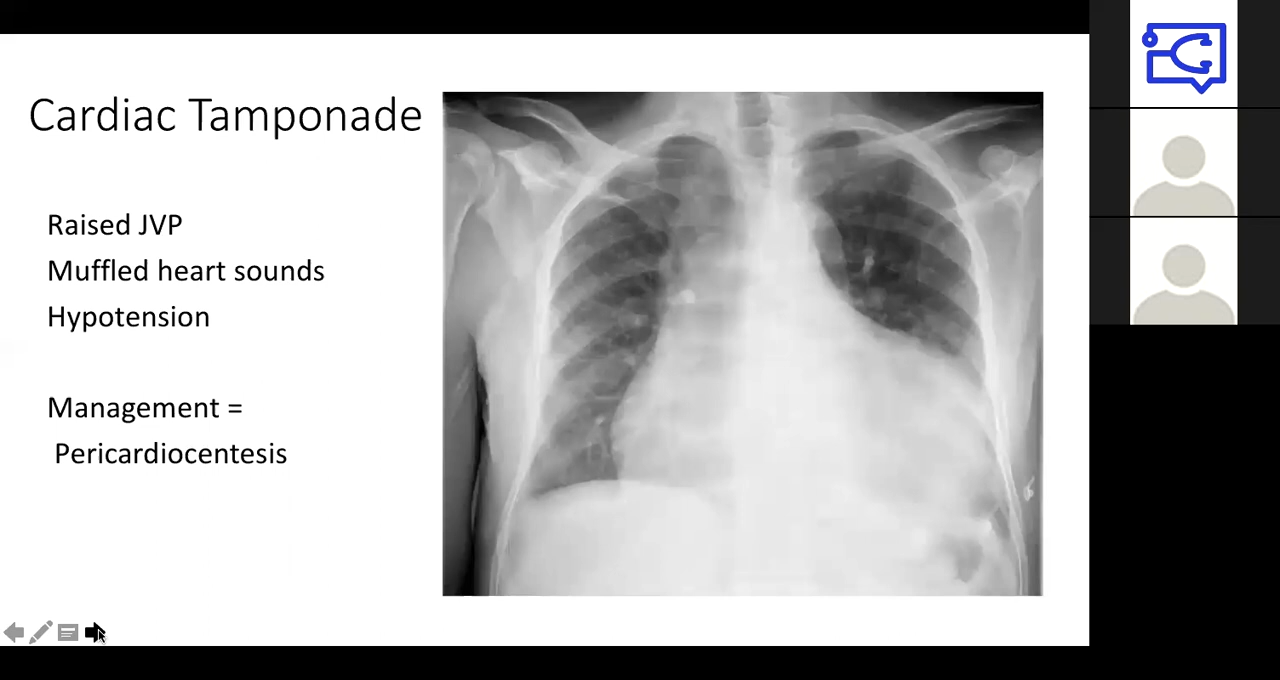 Cardiac Tamponade
Raised JVP
Muffled heart sounds
Hypotension
Management =
Pericardiocentesis